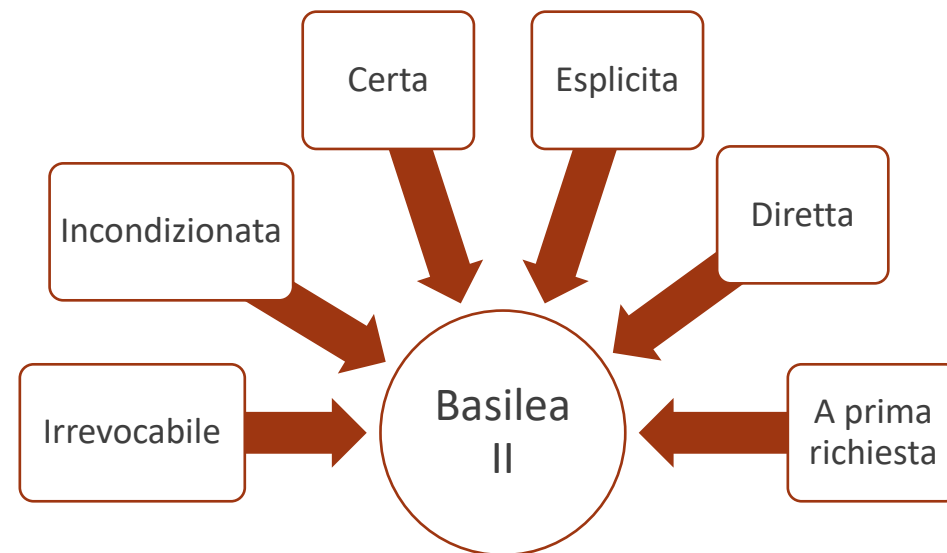 Certa
Esplicita
Incondizionata
Diretta
Irrevocabile
Basilea
II
A prima
richiesta